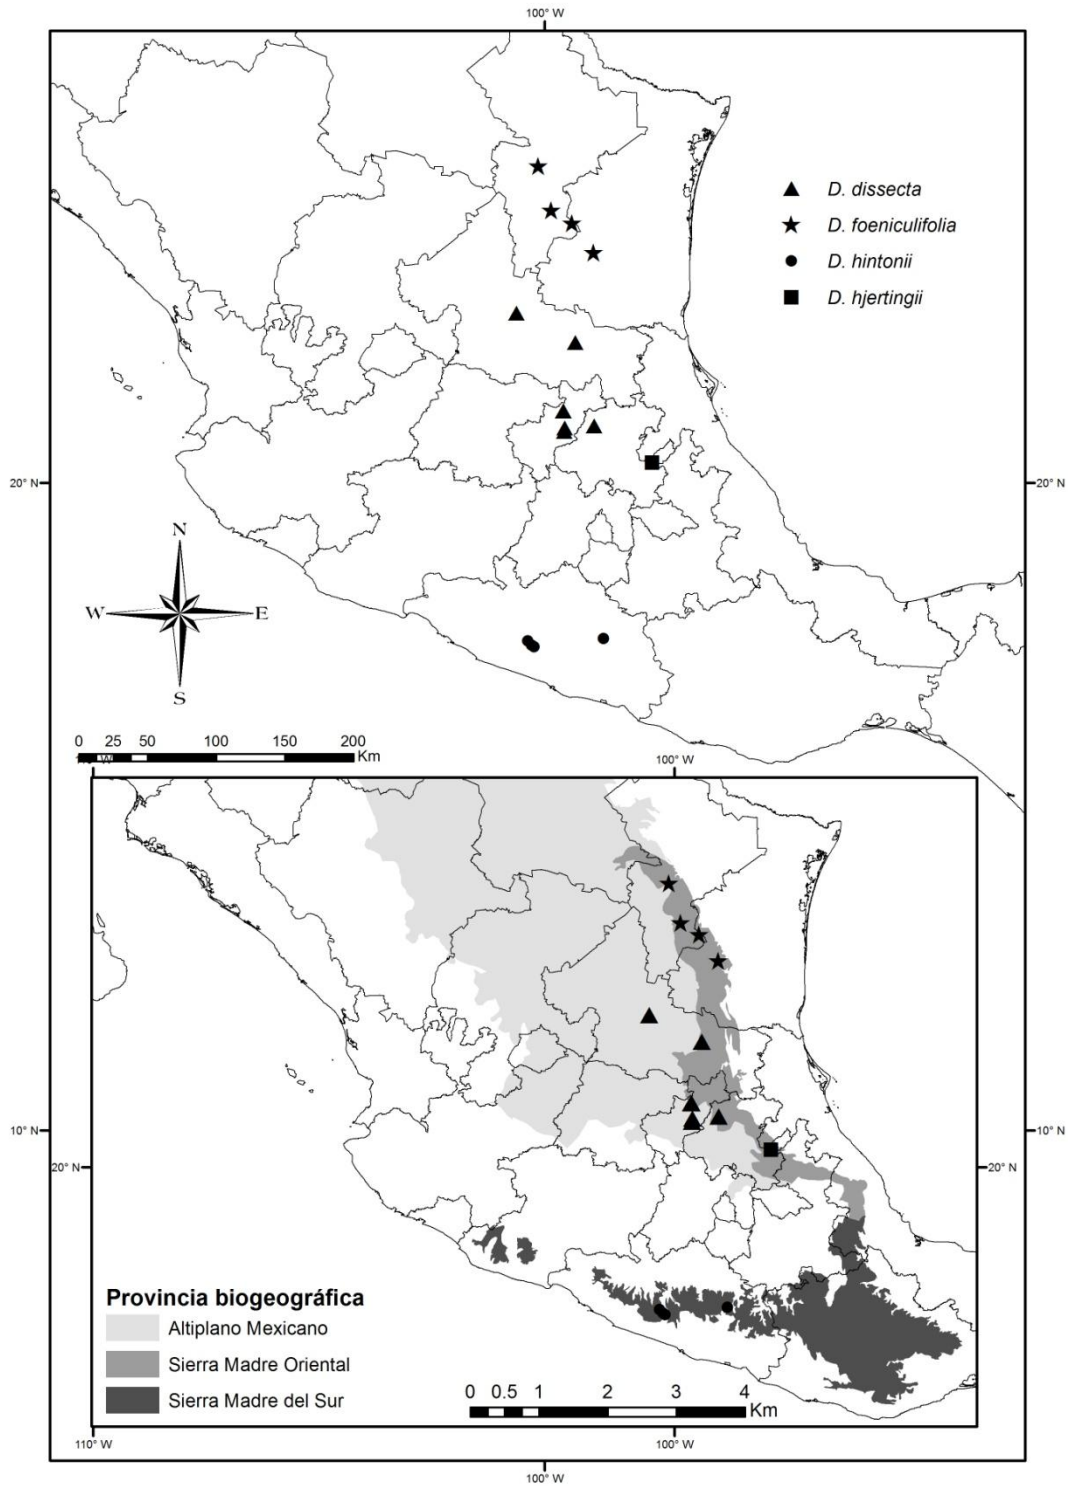 100° W
D. dissecta
D. foeniculifolia
D. hintonii
D. hjertingii
20° N
20° N
N
W
E
S
0 25 50 100 150 200
Km
110° W
100° W
10° N
10° N
20° N
20° N
Provincia biogeográfica
Altiplano Mexicano
Sierra Madre Oriental
Sierra Madre del Sur
0 0.5 1 2 3 4
Km
110° W
100° W
100° W